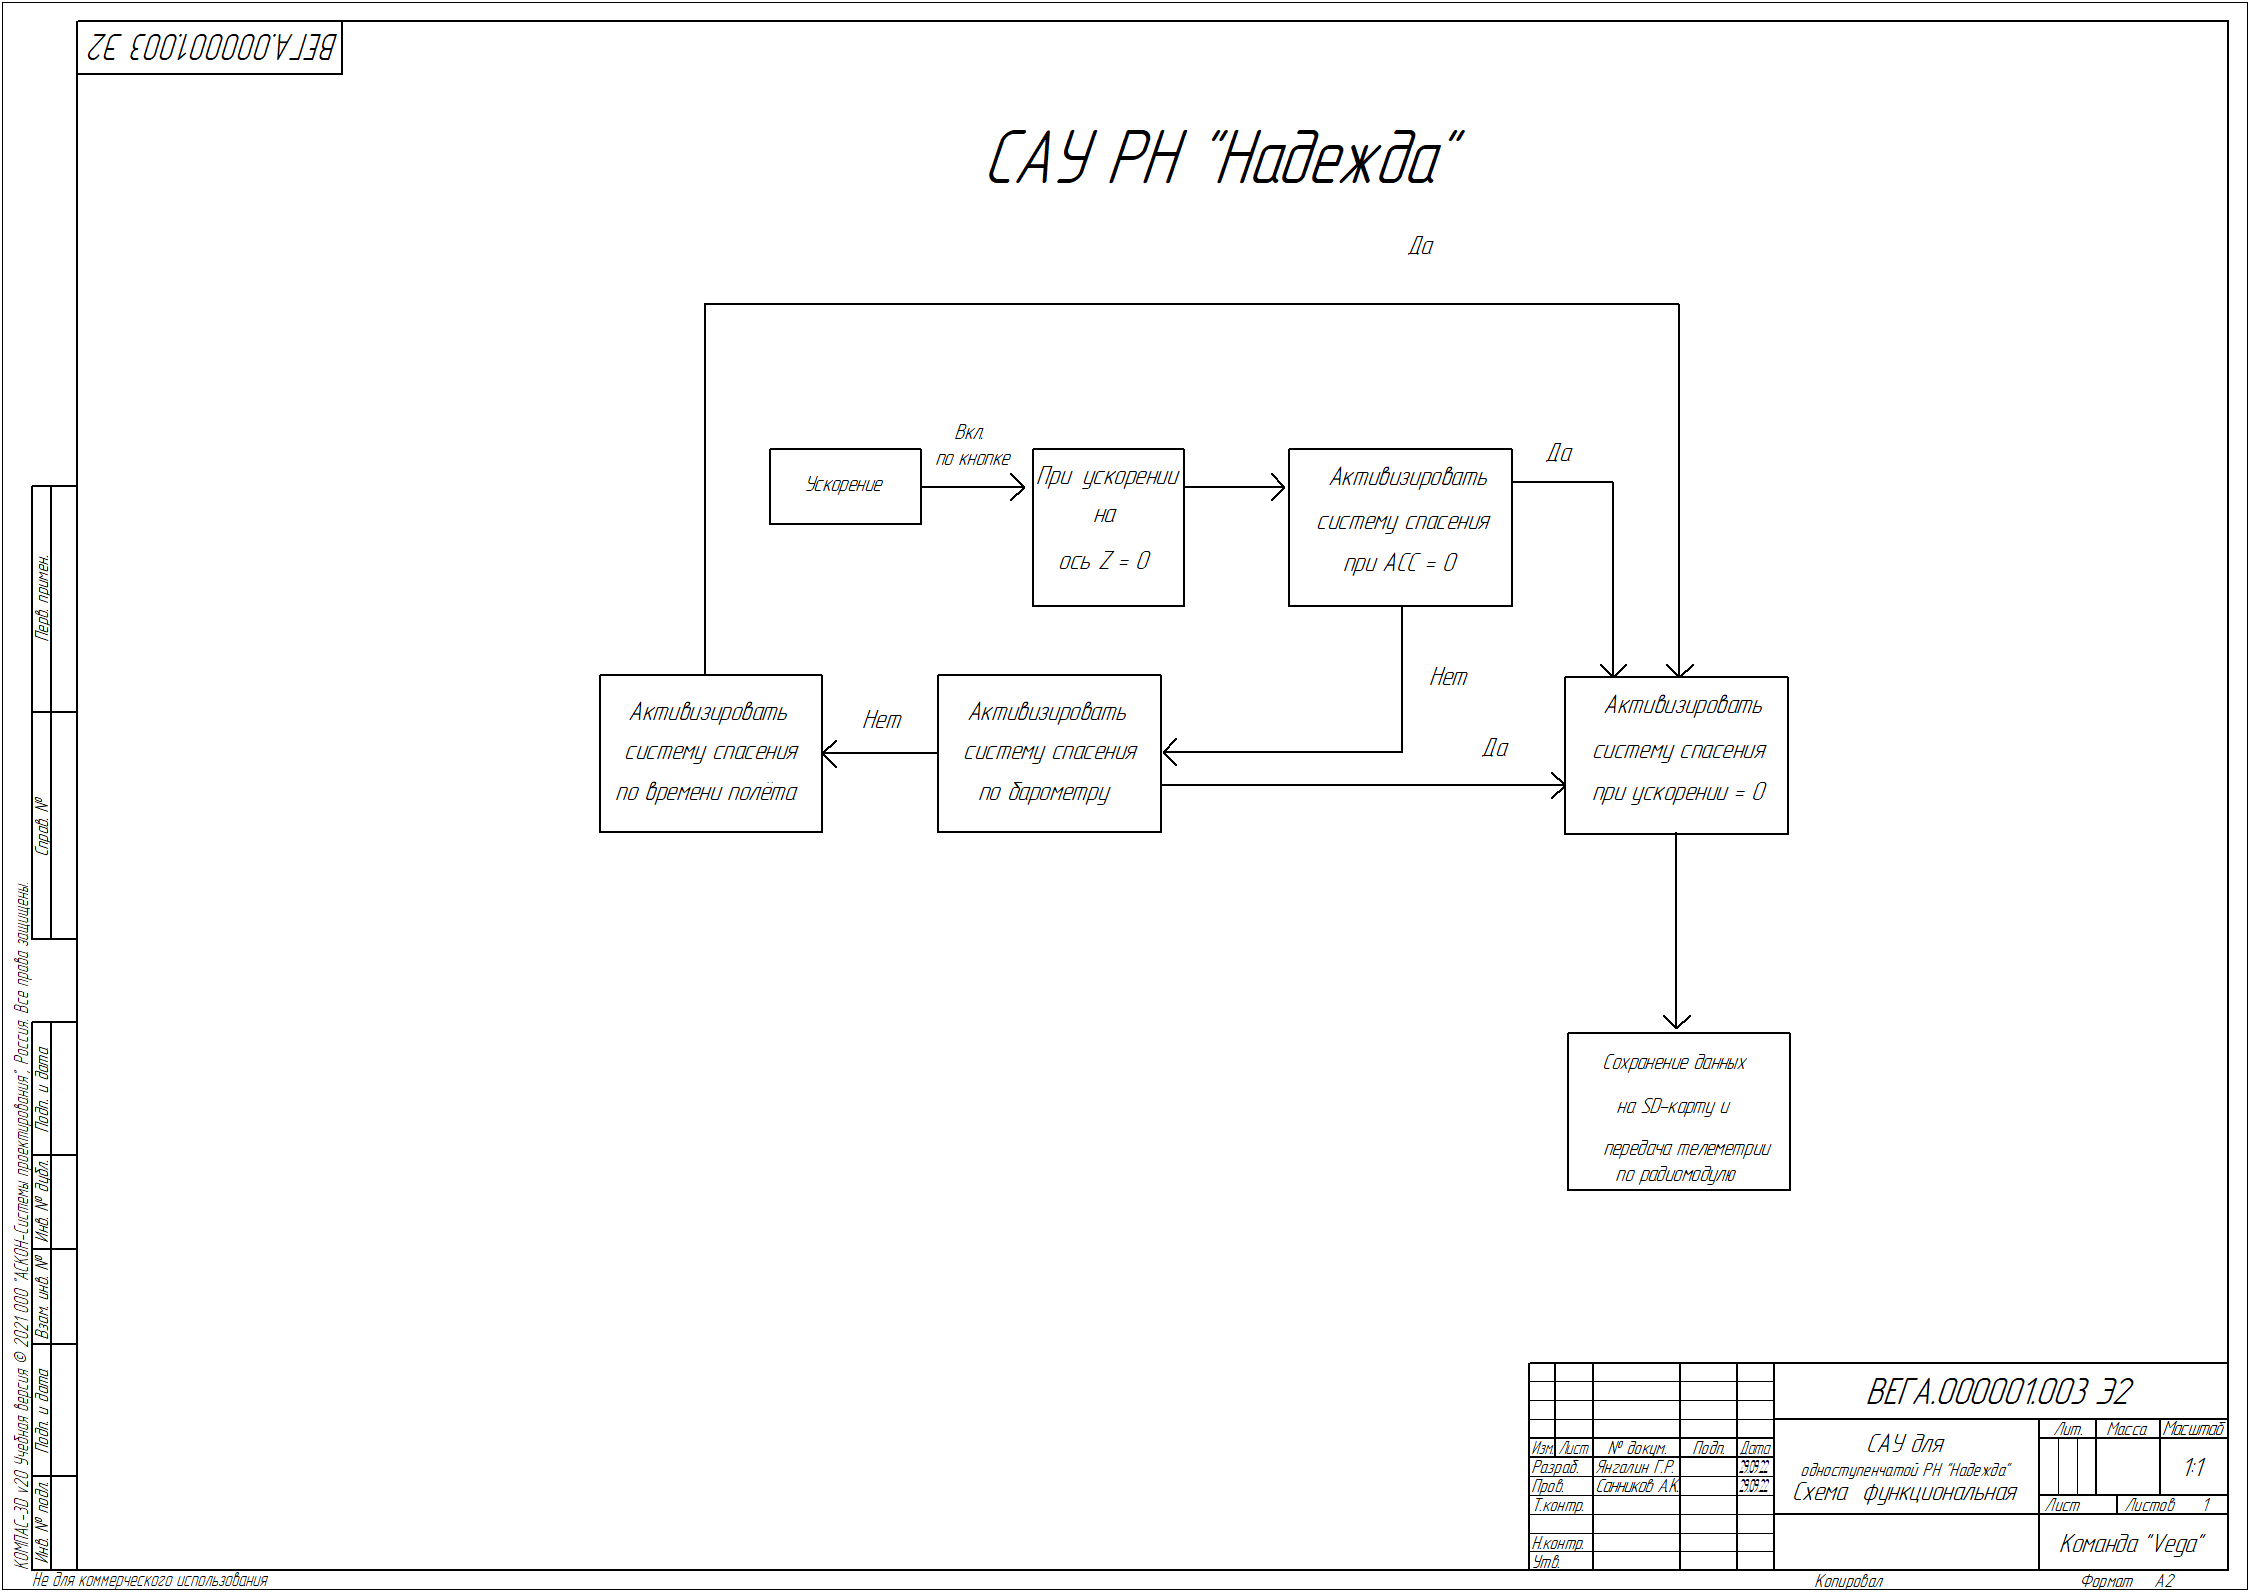 ВЕГА.000001.003 Э2
САУ РН "Надежда"
Да
Вкл.
по кнопке
Ускорение
При ускорении
на
ось Z = 0
Активизировать
систему спасения
при АСС = 0
Да
Нет
Активизировать
систему спасения
по времени полёта
Нет
Активизировать
систему спасения
по барометру
Да
Активизировать
систему спасения
при ускорении = 0
Сохранение данных
на SD-карту и
передача телеметрии
по радиомодулю
Перв. примен.
Справ. №
Подп. и дата
Инв. № дубл.
Взам. инв. №
Подп. и дата
Инв. № подл.
КОМПАС-3D v20 Учебная версия © 2021 ООО "АСКОН-Системы проектирования", Россия. Все права защищены.
Не для коммерческого использования
ВЕГА.000001.003 Э2
Изм. Лист № докум. Подп. Дата
Разраб. Янгалин Г.Р. 29.09.22
Пров. Санников А.К. 29.09.22
Т.контр.
Н.контр.
Утв.
САУ для
одноступенчатой РН "Надежда"
Схема функциональная
Лит. Масса Масштаб
1:1
Лист Листов 1
Команда "Vega"
Копировал Формат А2